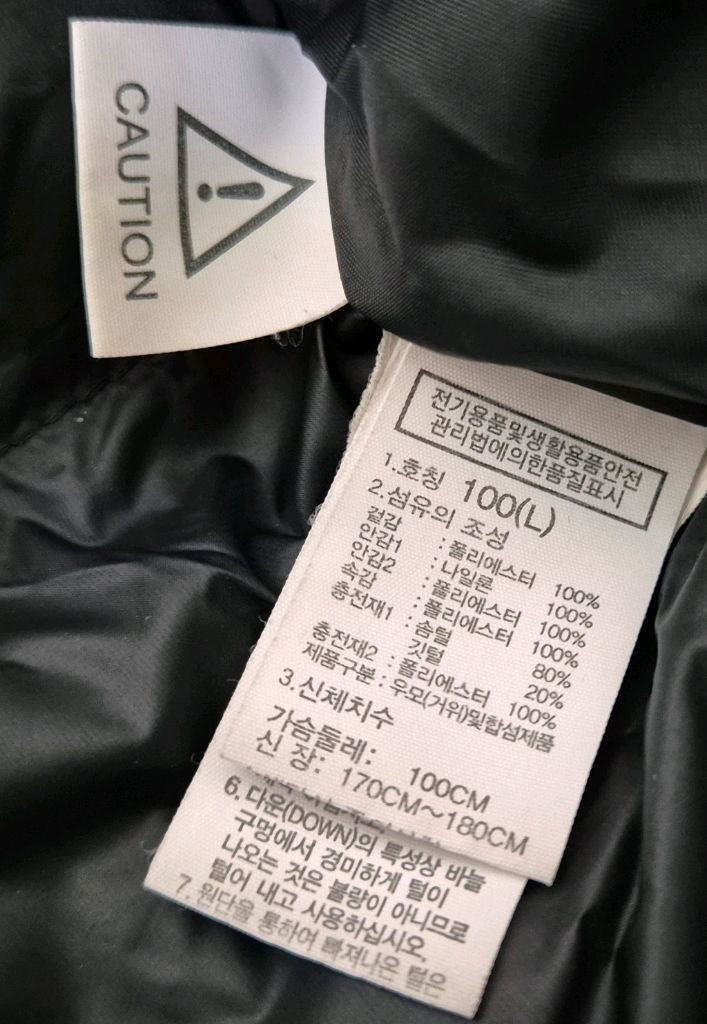 CAUTION
전기용품및생활용품안전
관리법에의한품질표시
1.호칭 100(L)
2.섬유의 조성
겉감 : 폴리에스터 100%
안감1 : 나일론 100%
안감2 : 폴리에스터 100%
속감 : 폴리에스터 100%
충전재1 : 솜털 80%
깃털 20%
충전재2 : 폴리에스터 100%
제품구분 : 우모(거위)및합섬제품
3.신체치수
가슴둘레: 100CM
신 장: 170CM~180CM
6.다운(DOWN)의 특성상 바늘
구멍에서 경미하게 털이
나오는 것은 불량이 아니므로
털어 내고 사용하십시오.
7.원단을 통하여 빠져나온 털은